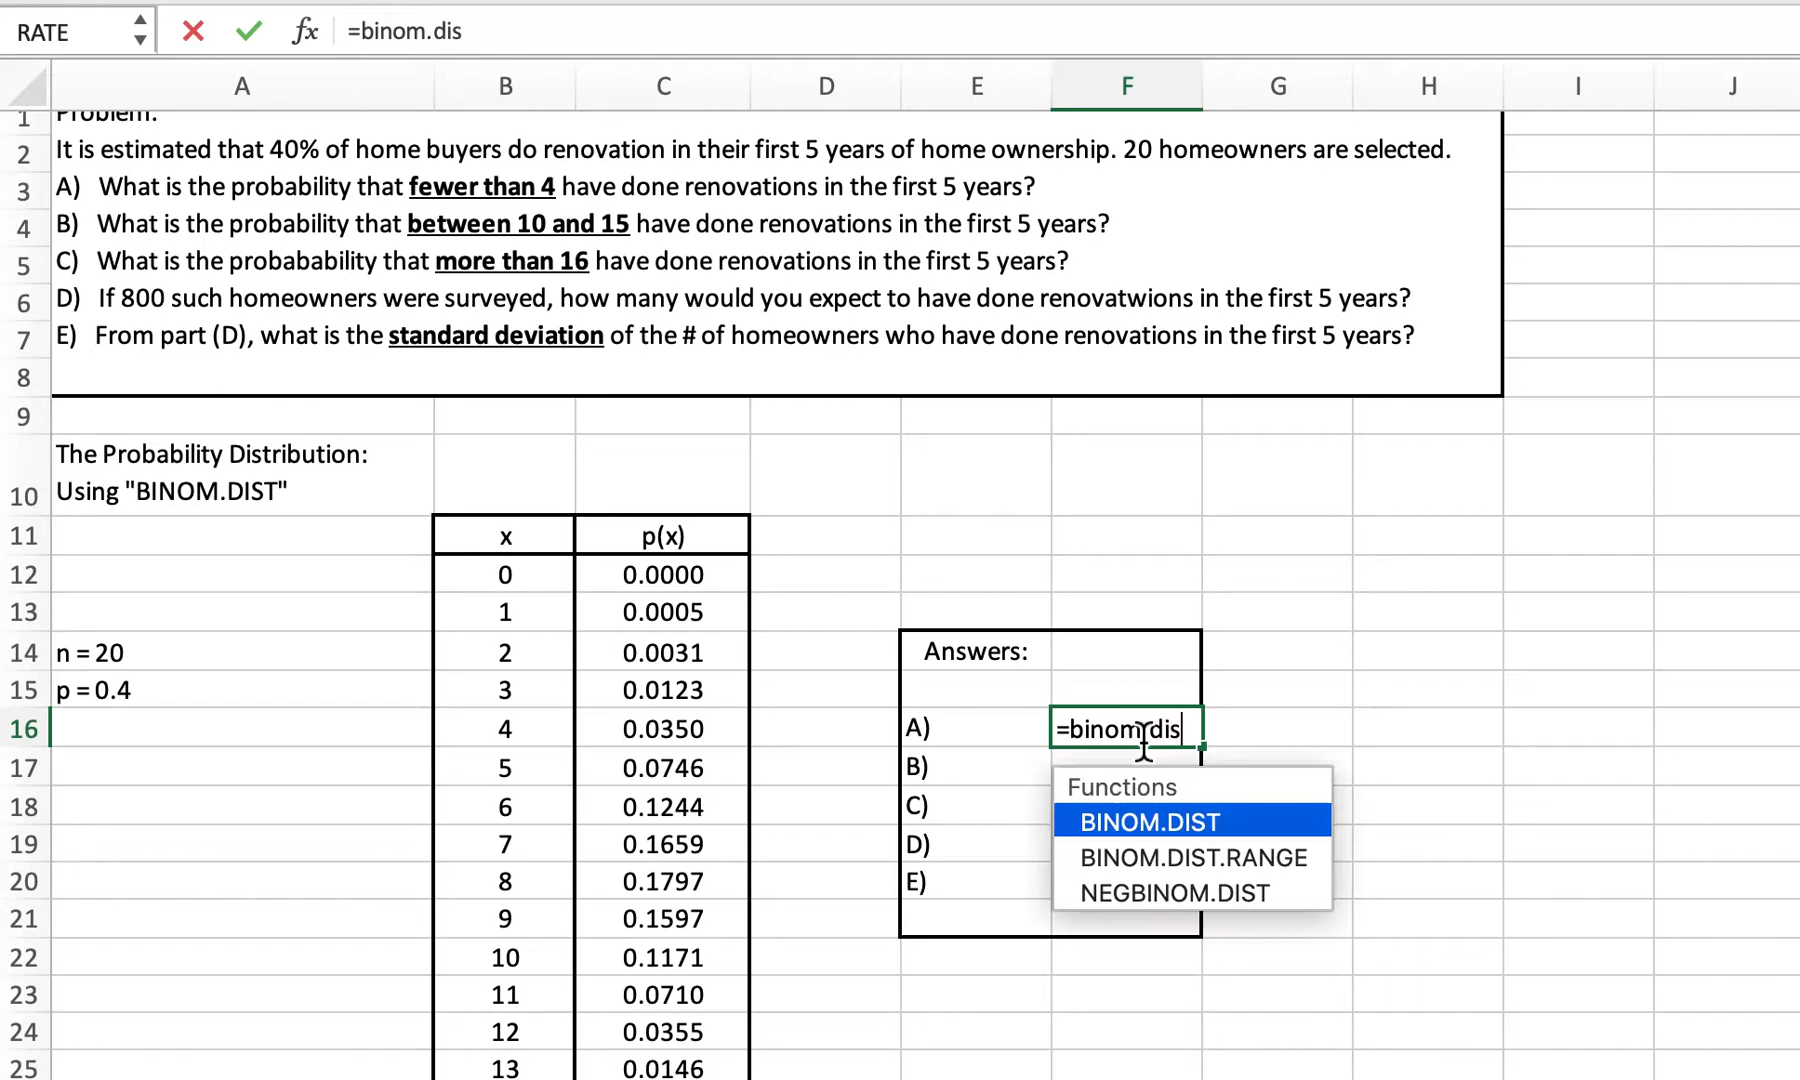 RATE fx =binom.dis
A B C D E F G H I J
1 Problem:
2 It is estimated that 40% of home buyers do renovation in their first 5 years of home ownership. 20 homeowners are selected.
3 A) What is the probability that fewer than 4 have done renovations in the first 5 years?
4 B) What is the probability that between 10 and 15 have done renovations in the first 5 years?
5 C) What is the probabability that more than 16 have done renovations in the first 5 years?
6 D) If 800 such homeowners were surveyed, how many would you expect to have done renovatwions in the first 5 years?
7 E) From part (D), what is the standard deviation of the # of homeowners who have done renovations in the first 5 years?
8
9
The Probability Distribution:
10 Using "BINOM.DIST"
11 x p(x)
12 0 0.0000
13 1 0.0005
14 n = 20 2 0.0031 Answers:
15 p = 0.4 3 0.0123
16 4 0.0350 A) =binom.dis
17 5 0.0746 B)
Functions
18 6 0.1244 C) BINOM.DIST
19 7 0.1659 D) BINOM.DIST.RANGE
20 8 0.1797 E) NEGBINOM.DIST
21 9 0.1597
22 10 0.1171
23 11 0.0710
24 12 0.0355
25 13 0.0146